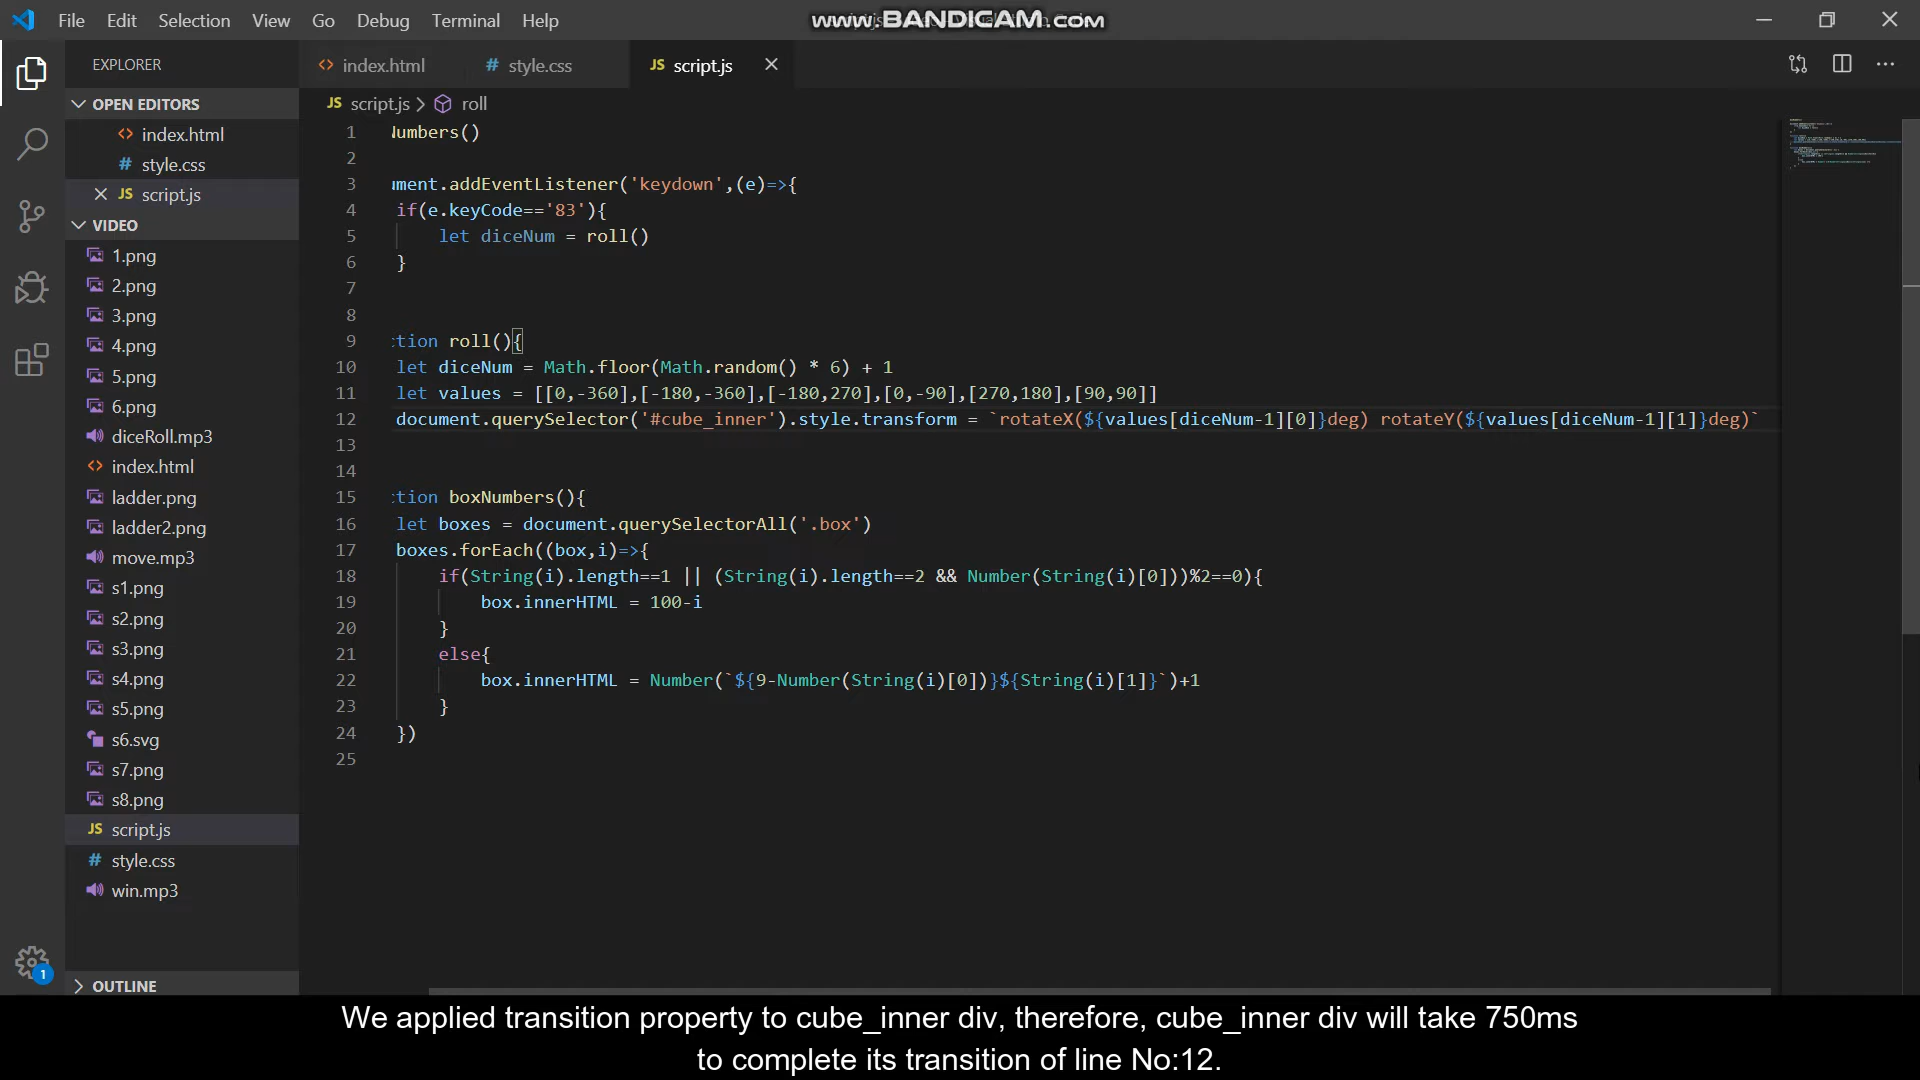 File Edit Selection View Go Debug Terminal Help
www.BANDICAM.com
EXPLORER
index.html
# style.css
JS script.js
OPEN EDITORS
index.html
# style.css
JS script.js
VIDEO
1.png
2.png
3.png
4.png
5.png
6.png
diceRoll.mp3
index.html
ladder.png
ladder2.png
move.mp3
s1.png
s2.png
s3.png
s4.png
s5.png
s6.svg
s7.png
s8.png
JS script.js
# style.css
win.mp3
1
OUTLINE
JS script.js > roll
1 umbers()
2
3 ment.addEventListener('keydown',(e)=>{
4 if(e.keyCode=='83'){
5 let diceNum = roll()
6 }
7
8
9 tion roll(){
10 let diceNum = Math.floor(Math.random() * 6) + 1
11 let values = [[0,-360],[-180,-360],[-180,270],[0,-90],[270,180],[90,90]]
12 document.querySelector('#cube_inner').style.transform = `rotateX(${values[diceNum-1][0]}deg) rotateY(${values[diceNum-1][1]}deg)`
13
14
15 tion boxNumbers(){
16 let boxes = document.querySelectorAll('.box')
17 boxes.forEach((box,i)=>{
18 if(String(i).length==1 || (String(i).length==2 && Number(String(i)[0]))%2==0){
19 box.innerHTML = 100-i
20 }
21 else{
22 box.innerHTML = Number(`${9-Number(String(i)[0])}${String(i)[1]}`)+1
23 }
24 })
25
We applied transition property to cube_inner div, therefore, cube_inner div will take 750ms
to complete its transition of line No:12.